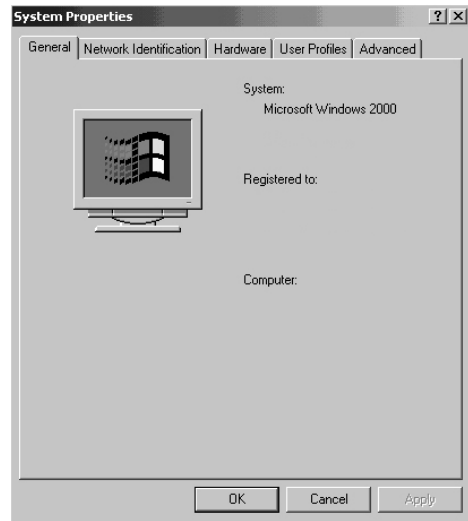 System Properties
General Network Identification Hardware User Profiles Advanced
System:
Microsoft Windows 2000
Registered to:
Computer:
OK Cancel Apply